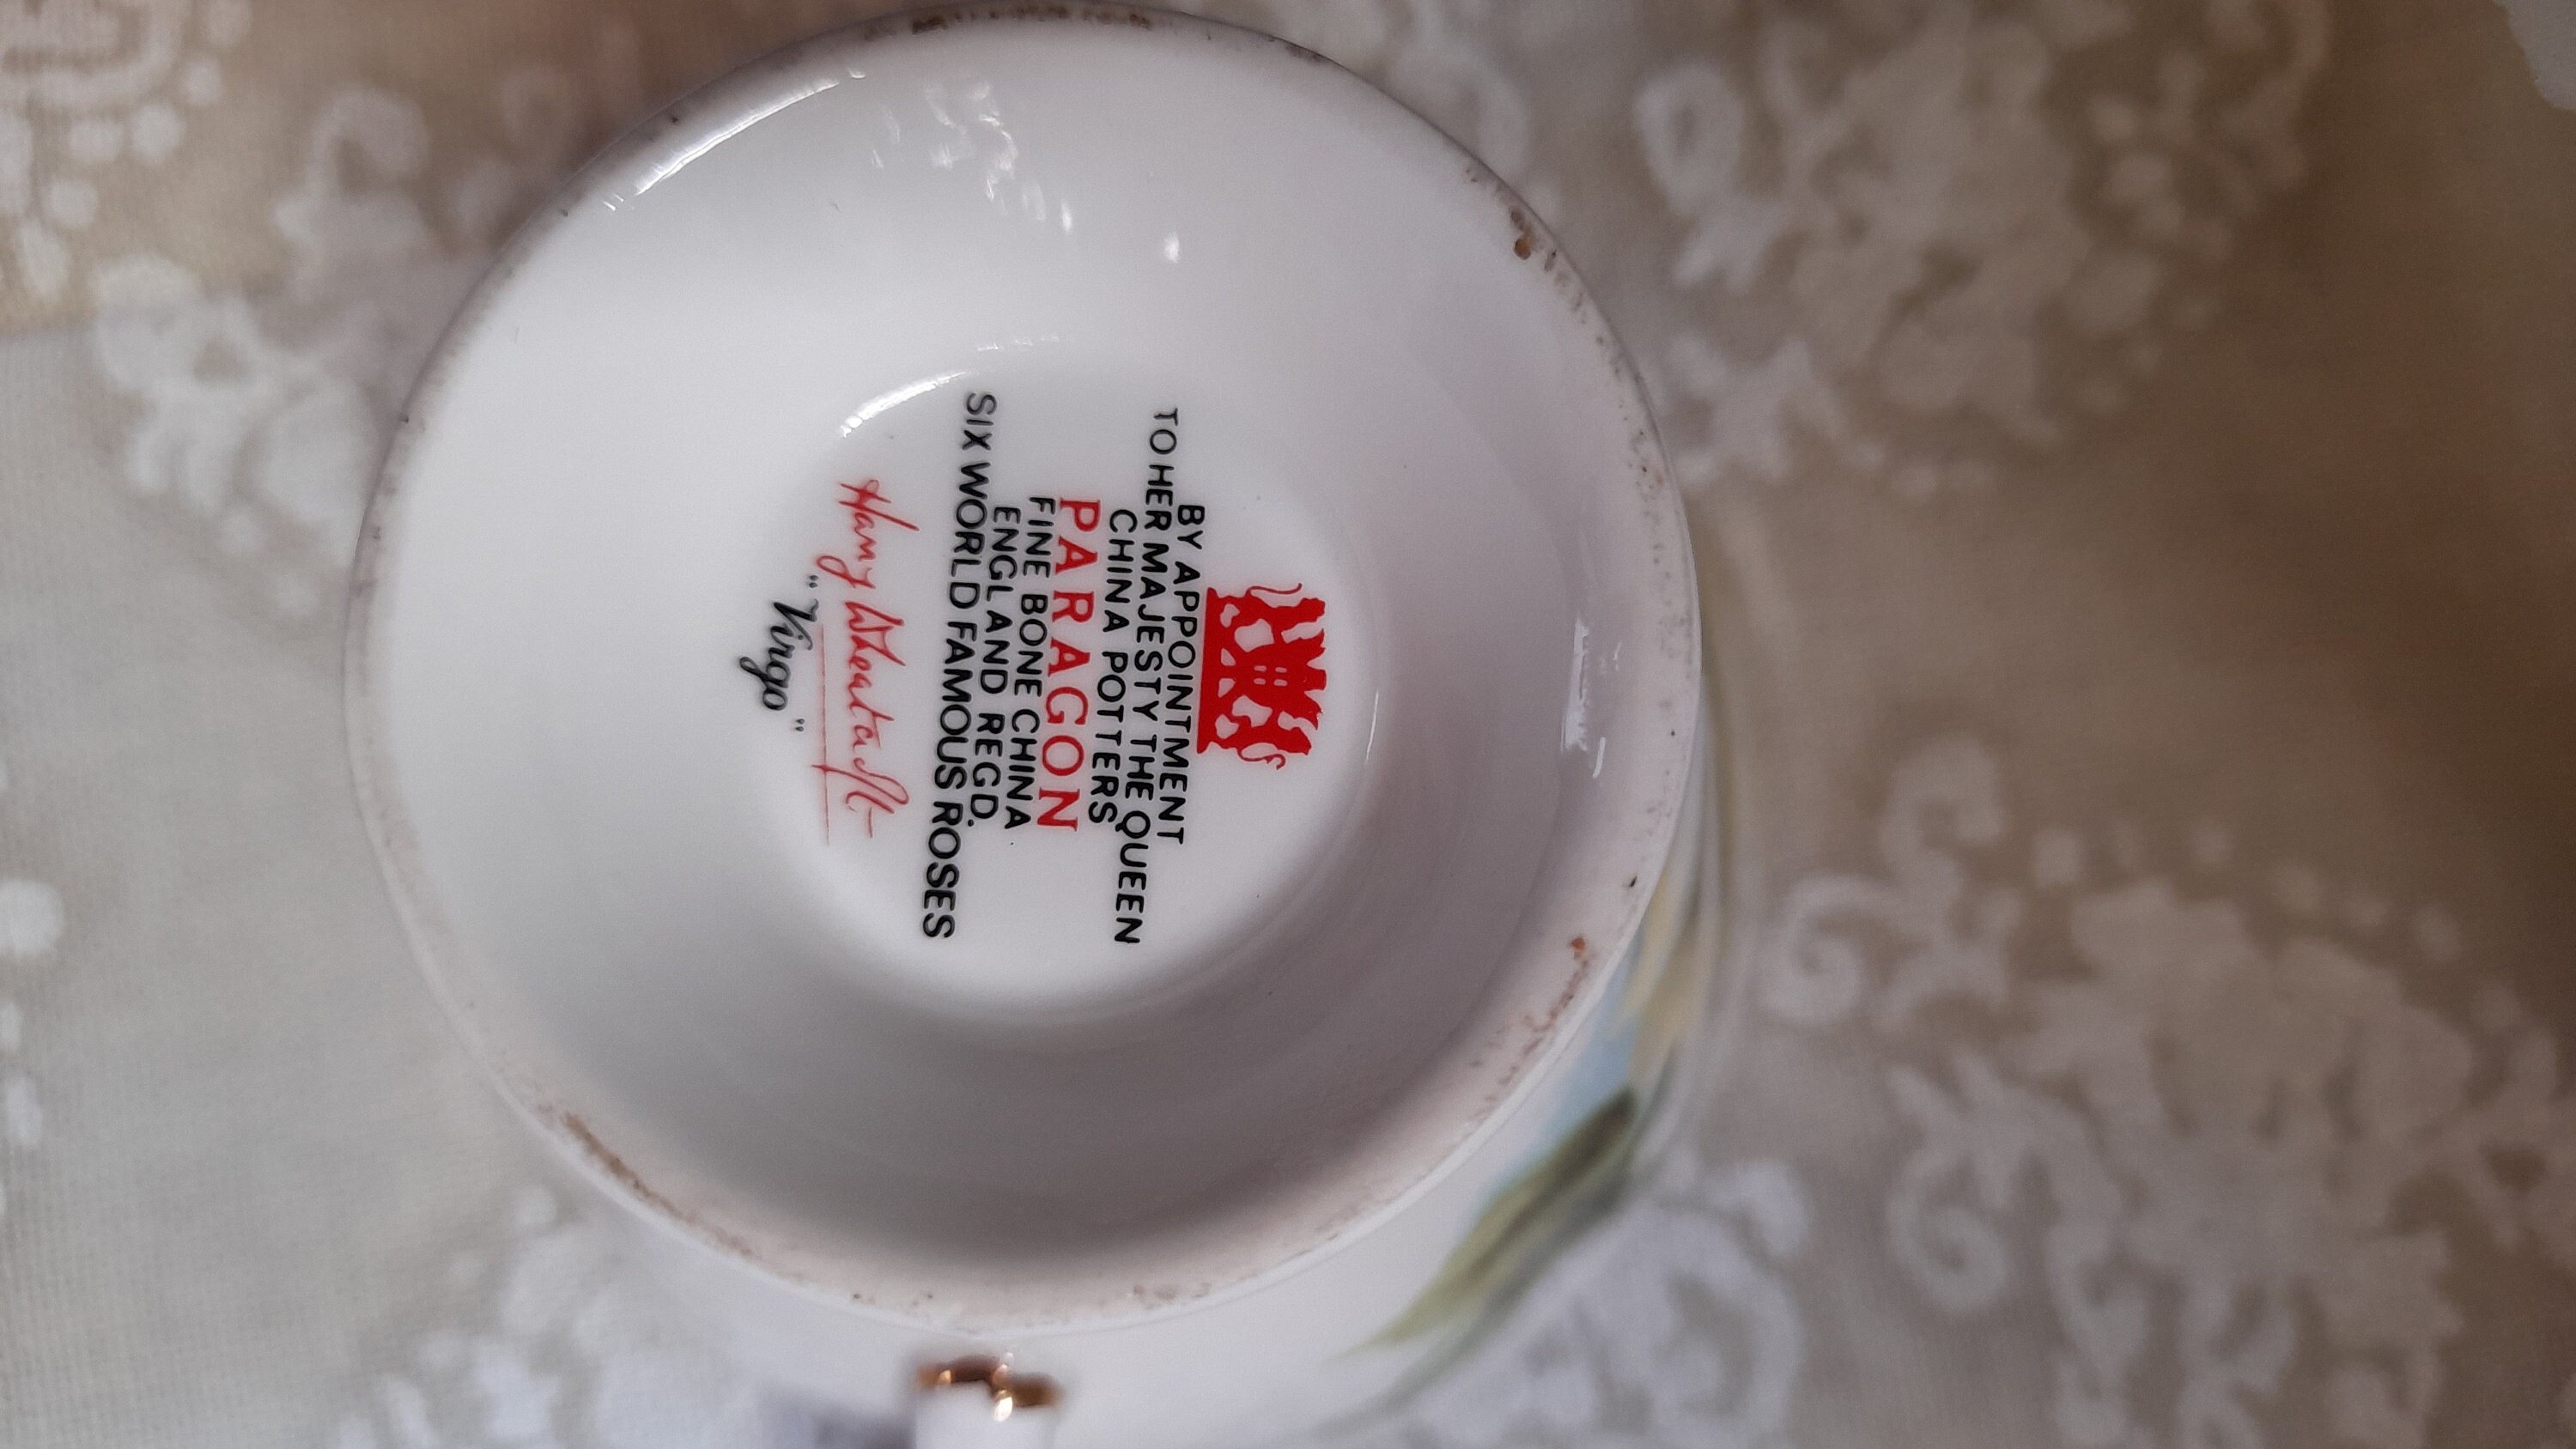 BY APPOINTMENT
TO HER MAJESTY THE QUEEN
CHINA POTTERS
PARAGON
FINE BONE CHINA
ENGLAND REGD.
SIX WORLD FAMOUS ROSES
Harry Wheatcroft
"Virgo"